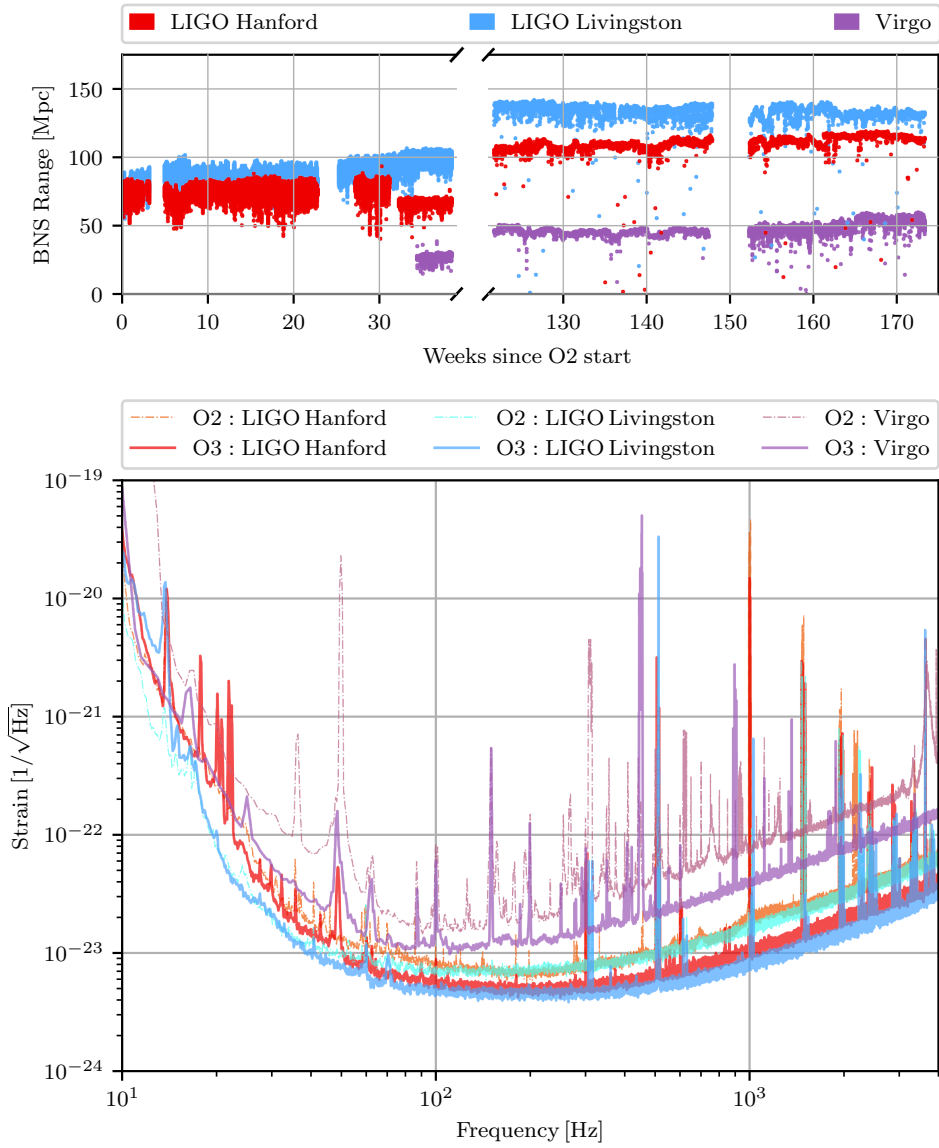 LIGO Hanford LIGO Livingston Virgo
BNS Range [Mpc]
150
100
50
0
0 10 20 30 130 140 150 160 170
Weeks since O2 start
O2 : LIGO Hanford O2 : LIGO Livingston O2 : Virgo
O3 : LIGO Hanford O3 : LIGO Livingston O3 : Virgo
Strain [1/√Hz]
10⁻¹⁹
10⁻²⁰
10⁻²¹
10⁻²²
10⁻²³
10⁻²⁴
10¹ 10² 10³
Frequency [Hz]